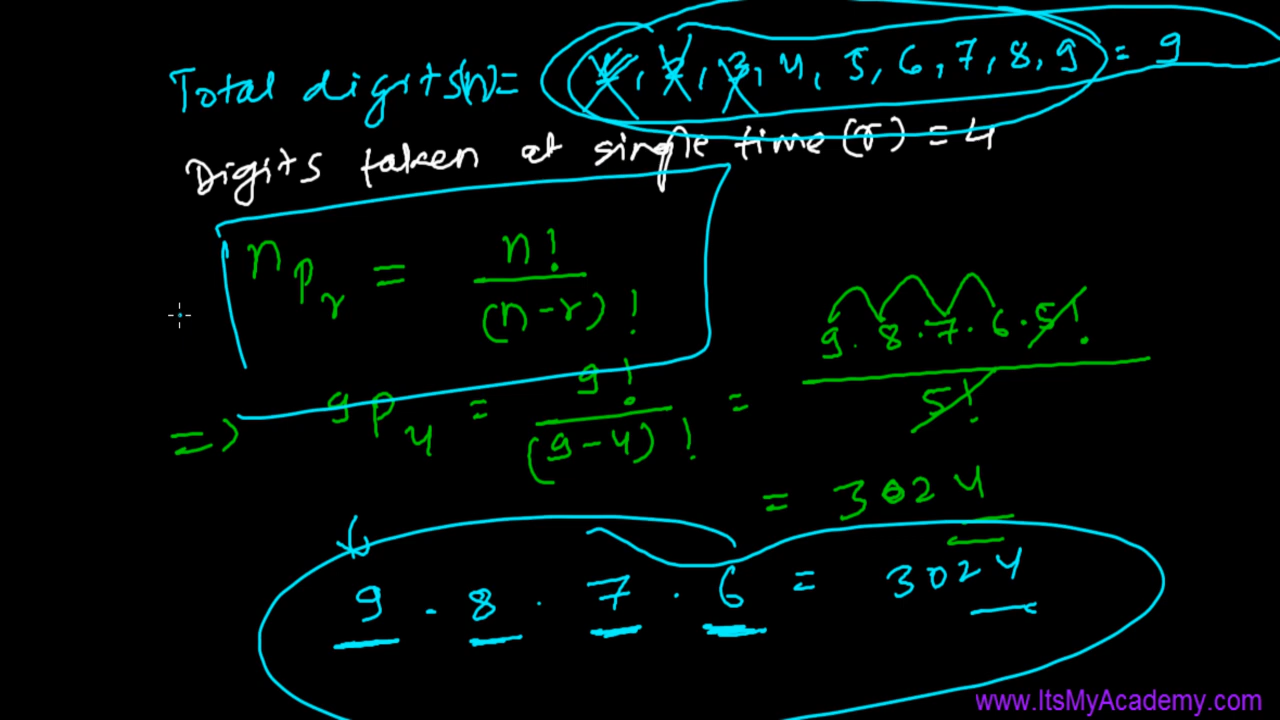 Total digits(n) = 1, 2, 3, 4, 5, 6, 7, 8, 9 = 9
Digits taken at single time (r) = 4
nPr = n! / (n-r)!
=> 9P4 = 9! / (9-4)! = 9.8.7.6.5! / 5!
= 3024
9 . 8 . 7 . 6 = 3024
www.ItsMyAcademy.com